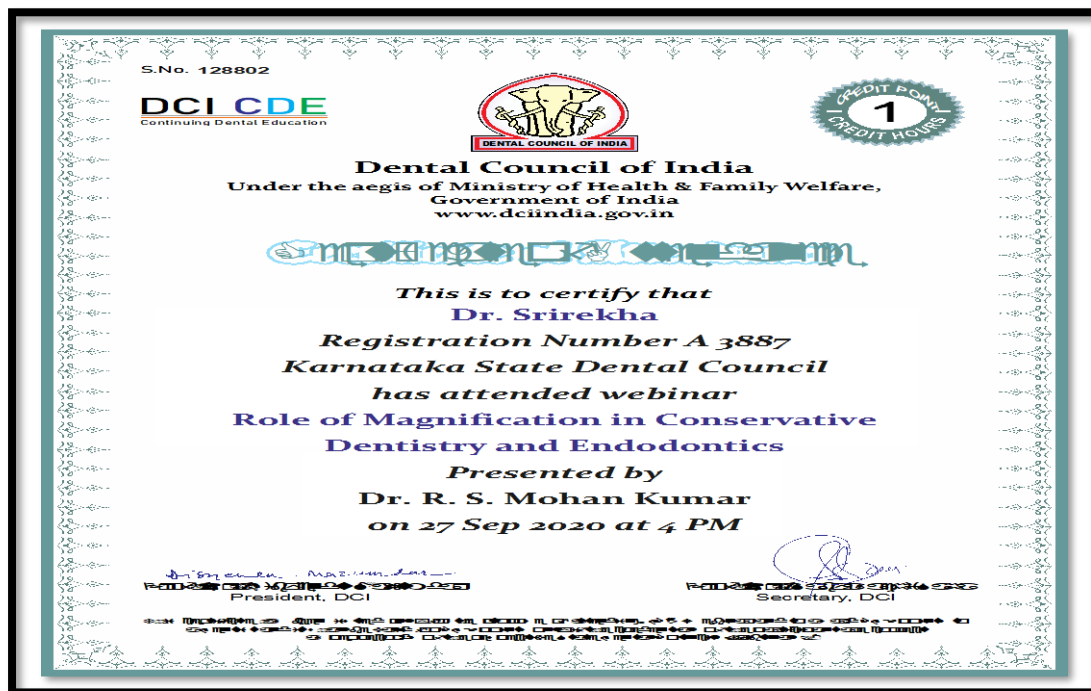 S.No. 128802
DCI CDE
Continuing Dental Education
DENTAL COUNCIL OF INDIA
CREDIT POINT
1
CREDIT HOURS
Dental Council of India
Under the aegis of Ministry of Health & Family Welfare,
Government of India
www.dciindia.gov.in
This is to certify that
Dr. Srirekha
Registration Number A 3887
Karnataka State Dental Council
has attended webinar
Role of Magnification in Conservative
Dentistry and Endodontics
Presented by
Dr. R. S. Mohan Kumar
on 27 Sep 2020 at 4 PM
President, DCI
Secretary, DCI